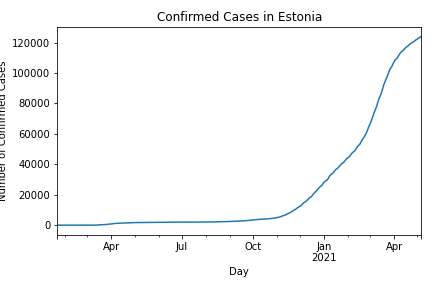 Confirmed Cases in Estonia
Number of Confirmed Cases
120000
100000
80000
60000
40000
20000
0
Apr
Jul
Oct
Jan
2021
Apr
Day